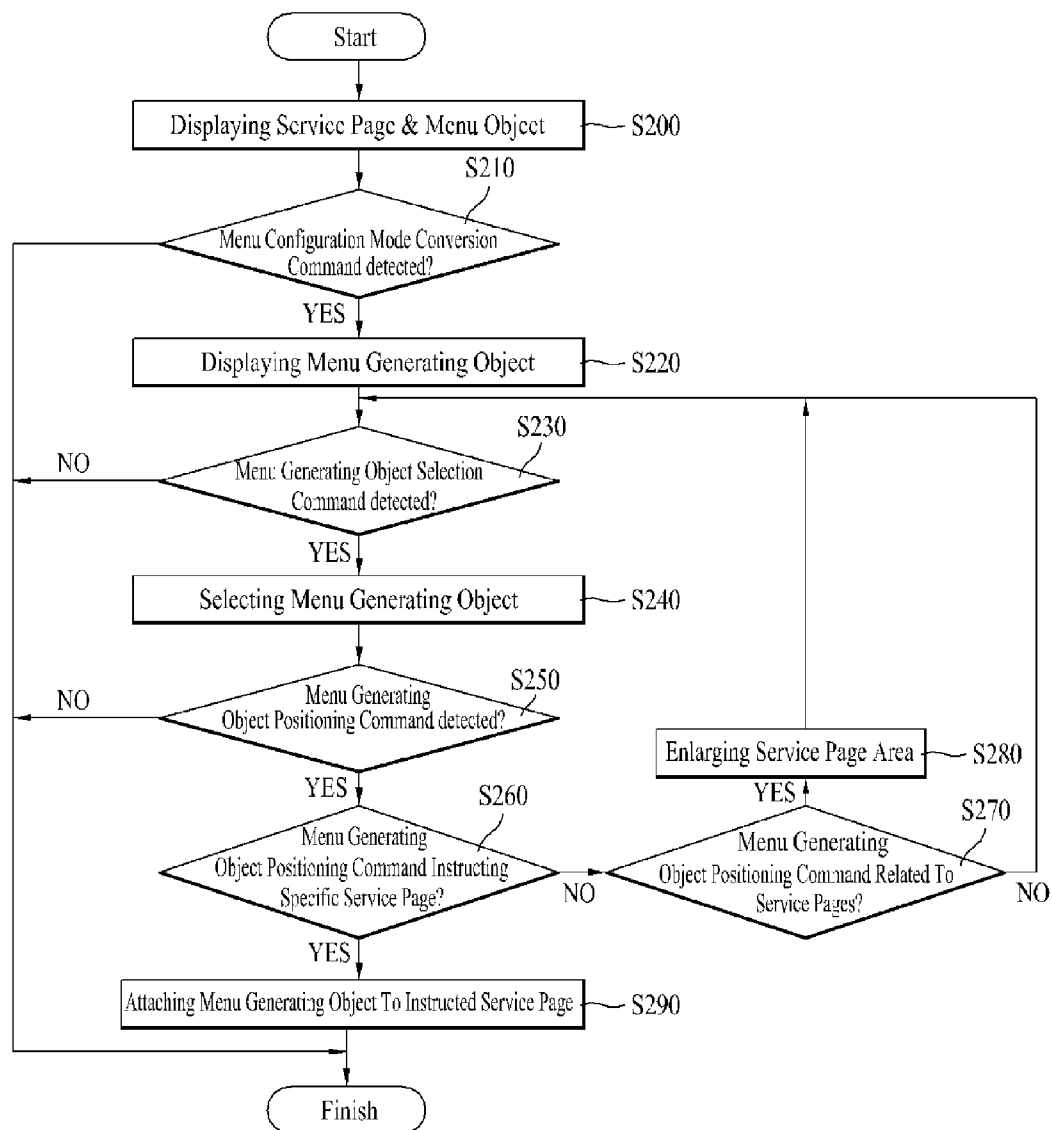 Start
Displaying Service Page & Menu Object
S200
S210
Menu Configuration Mode Conversion
Command detected?
YES
Displaying Menu Generating Object
S220
S230
NO
Menu Generating Object Selection
Command detected?
YES
Selecting Menu Generating Object
S240
S250
NO
Menu Generating
Object Positioning Command detected?
YES
Enlarging Service Page Area
S280
YES
S260
Menu Generating
Object Positioning Command Instructing
Specific Service Page?
NO
S270
Menu Generating
Object Positioning Command Related To
Service Pages?
NO
YES
Attaching Menu Generating Object To Instructed Service Page
S290
Finish